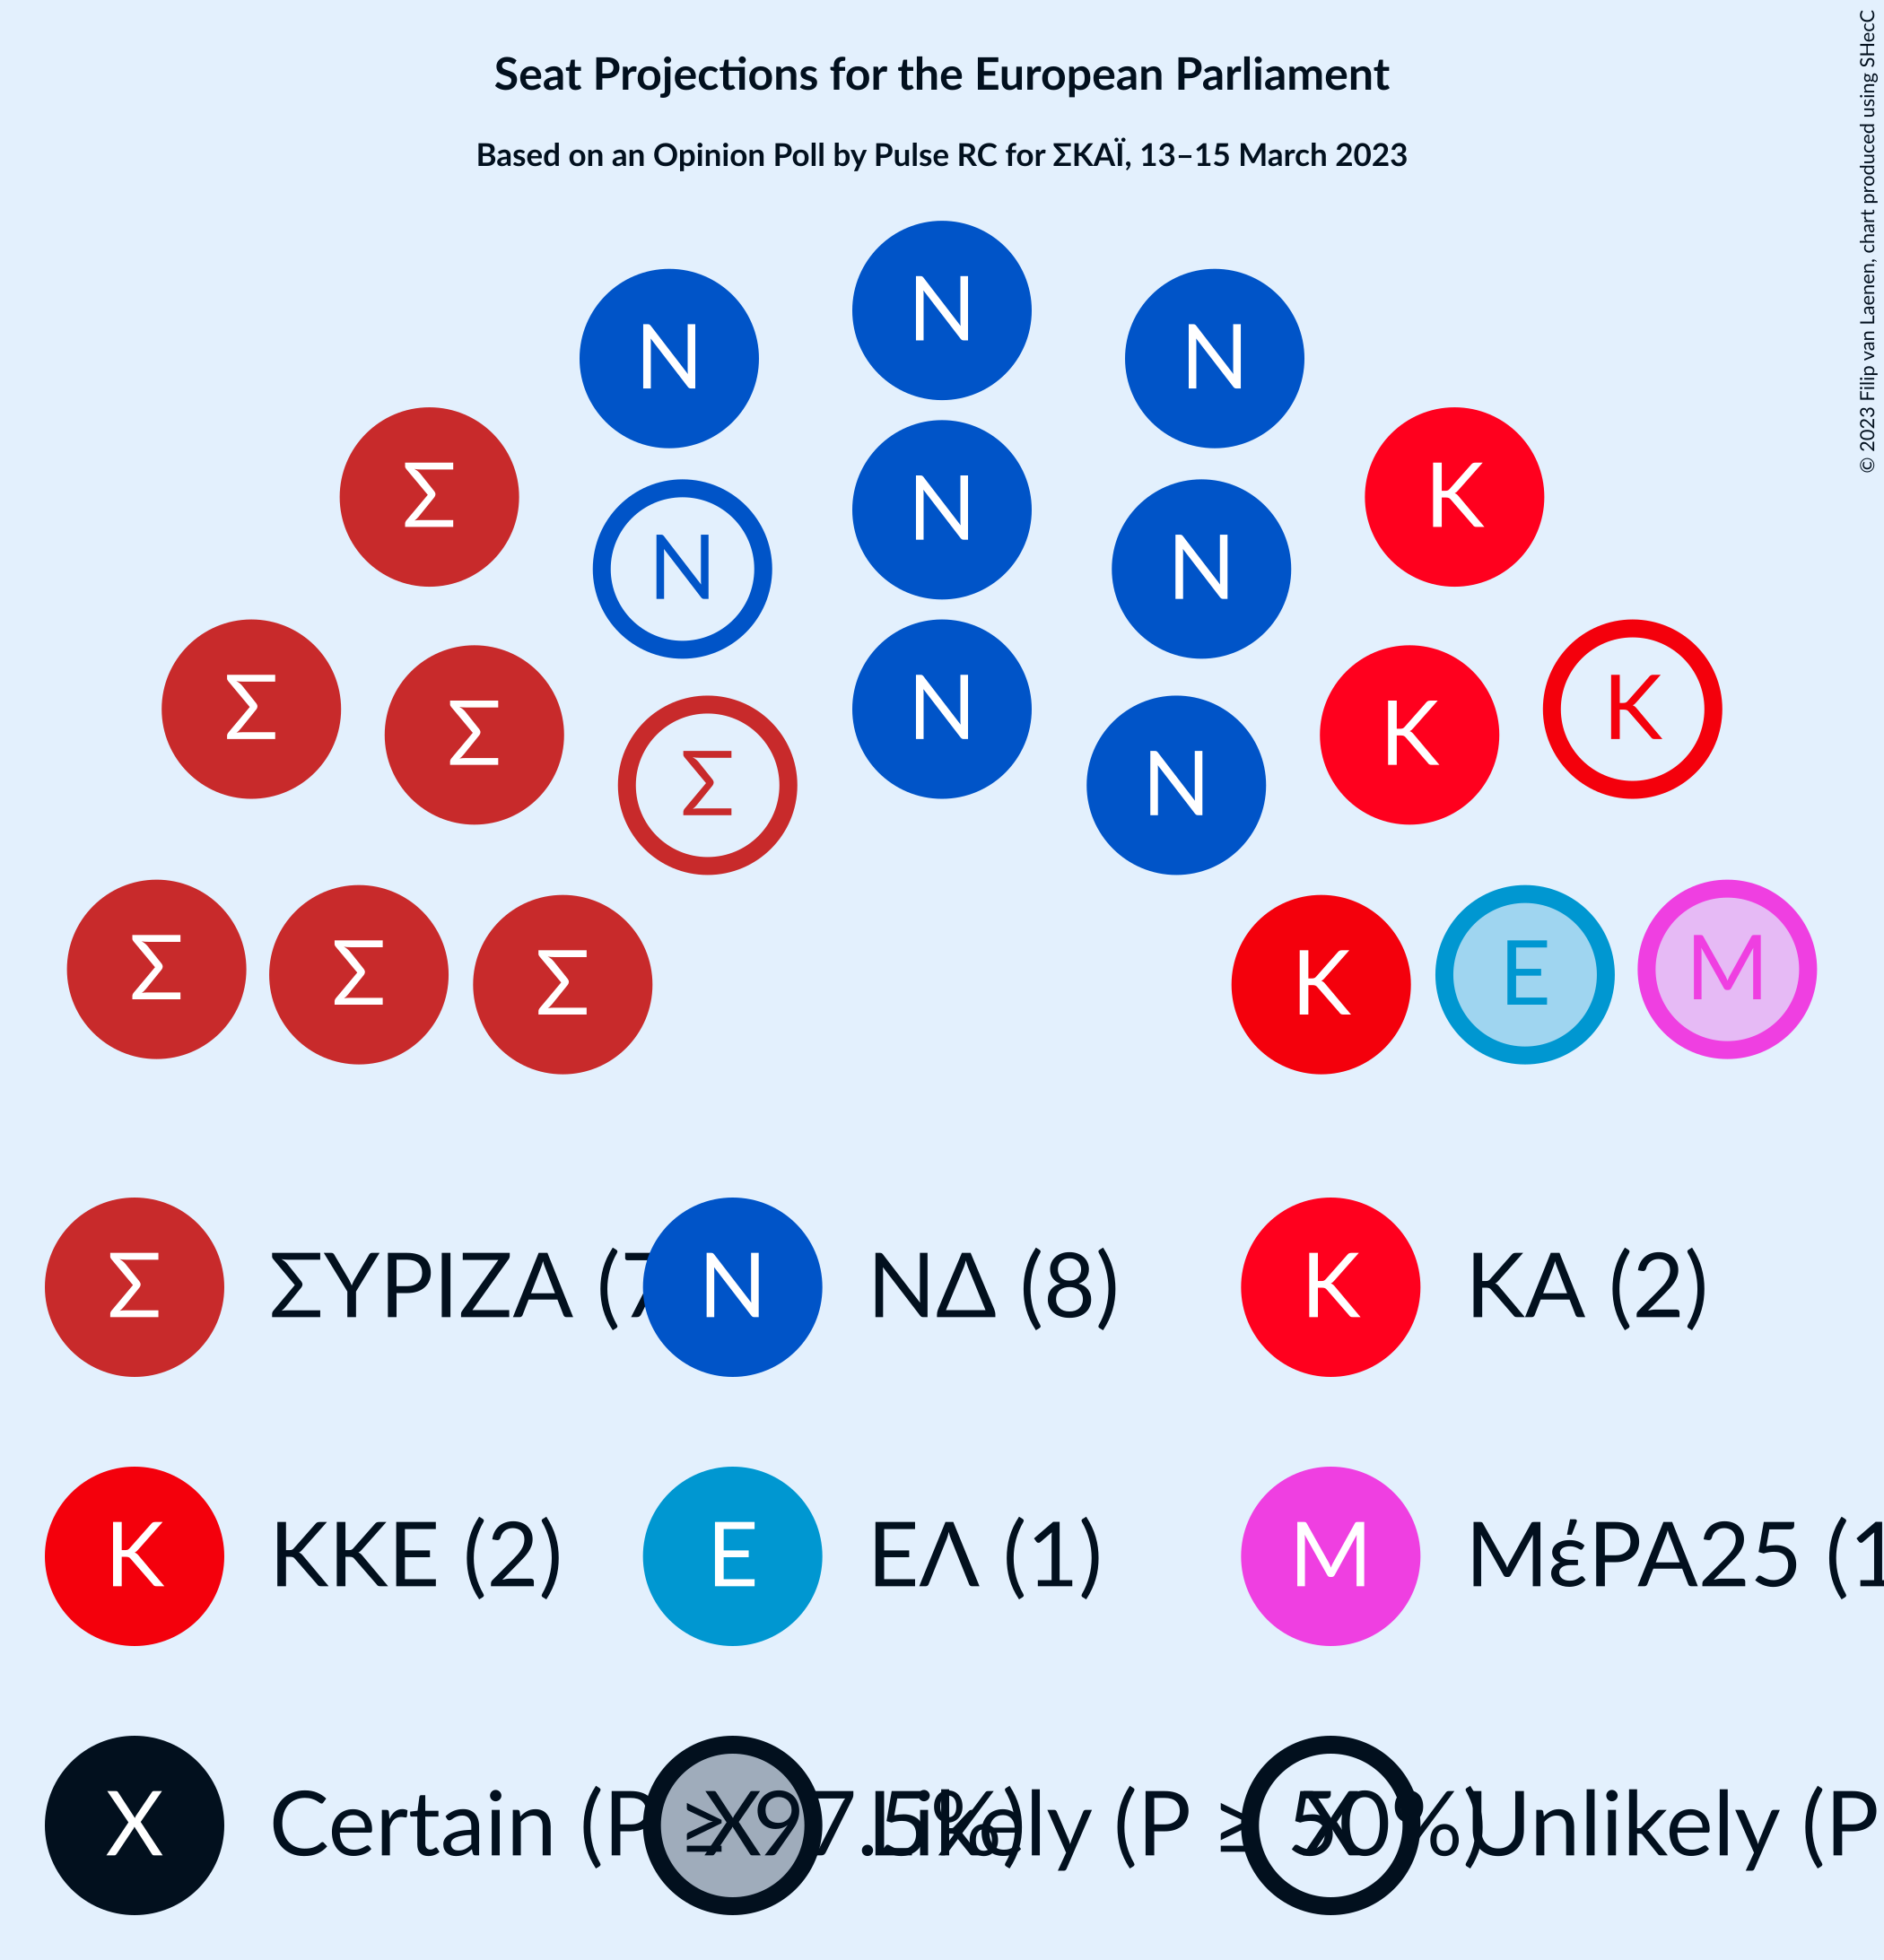 Seat Projections for the European Parliament
Based on an Opinion Poll by Pulse RC for ΣΚΑΪ, 13–15 March 2023
© 2023 Filip van Laenen, chart produced using SHecC
N
N N N
Σ N N N K
Σ Σ Σ N N K K
Σ Σ Σ K E M
Σ ΣΥΡΙΖΑ (7 N ΝΔ (8) K ΚΑ (2)
K ΚΚΕ (2) E ΕΛ (1) M ΜέΡΑ25 (1
X Certain (P ≥ 97.5%) X Likely (P ≥ 50%) X Unlikely (P